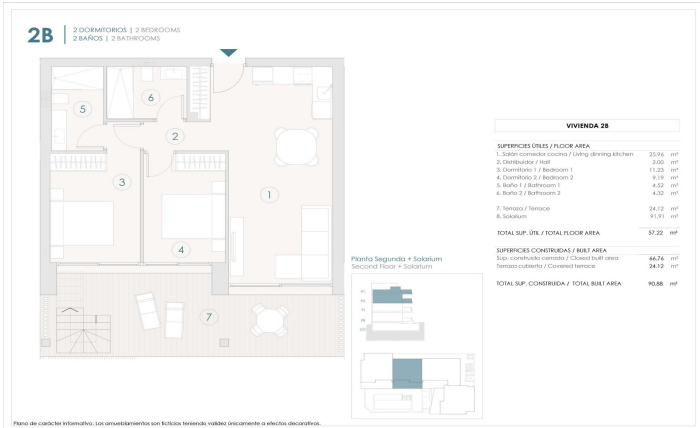 2B
2 DORMITORIOS | 2 BEDROOMS
2 BAÑOS | 2 BATHROOMS
5
6
2
3
4
1
7
VIVIENDA 2B
SUPERFICIES ÚTILES / FLOOR AREA
1. Salón comedor cocina / Living dinning kitchen 25.96 m²
2. Distribuidor / Hall 2.00 m²
3. Dormitorio 1 / Bedroom 1 11.23 m²
4. Dormitorio 2 / Bedroom 2 9.19 m²
5. Baño 1 / Bathroom 1 4.52 m²
6. Baño 2 / Bathroom 2 4.32 m²
7. Terraza / Terrace 24.12 m²
8. Solarium 91.91 m²
TOTAL SUP. ÚTIL / TOTAL FLOOR AREA 57.22 m²
SUPERFICIES CONSTRUIDAS / BUILT AREA
Sup. construida cerrada / Closed built area 66.76 m²
Terraza cubierta / Covered terrace 24.12 m²
TOTAL SUP. CONSTRUIDA / TOTAL BUILT AREA 90.88 m²
Planta Segunda + Solarium
Second Floor + Solarium
Plano de carácter informativo. Los amueblamientos son ficticios teniendo validez únicamente a efectos decorativos.